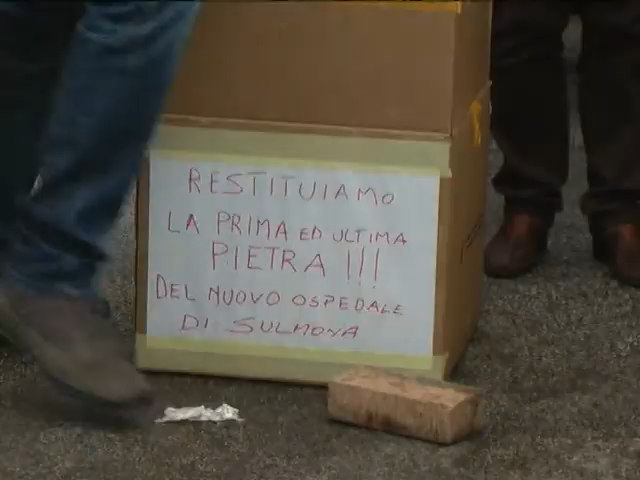 RESTITUIAMO
LA PRIMA ED ULTIMA
PIETRA !!!
DEL NUOVO OSPEDALE
DI SULMONA